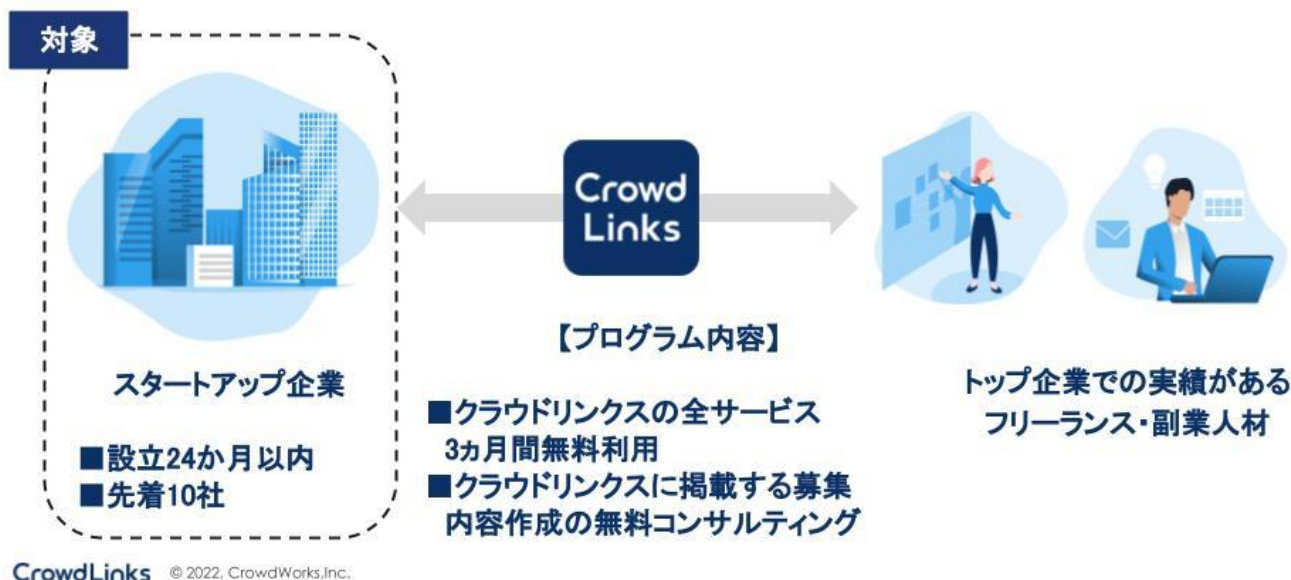 対象
スタートアップ企業
■設立24か月以内
■先着10社
Crowd
Links
【プログラム内容】
■クラウドリンクスの全サービス
3ヵ月間無料利用
■クラウドリンクスに掲載する募集
内容作成の無料コンサルティング
トップ企業での実績がある
フリーランス・副業人材
CrowdLinks © 2022. CrowdWorks,Inc.